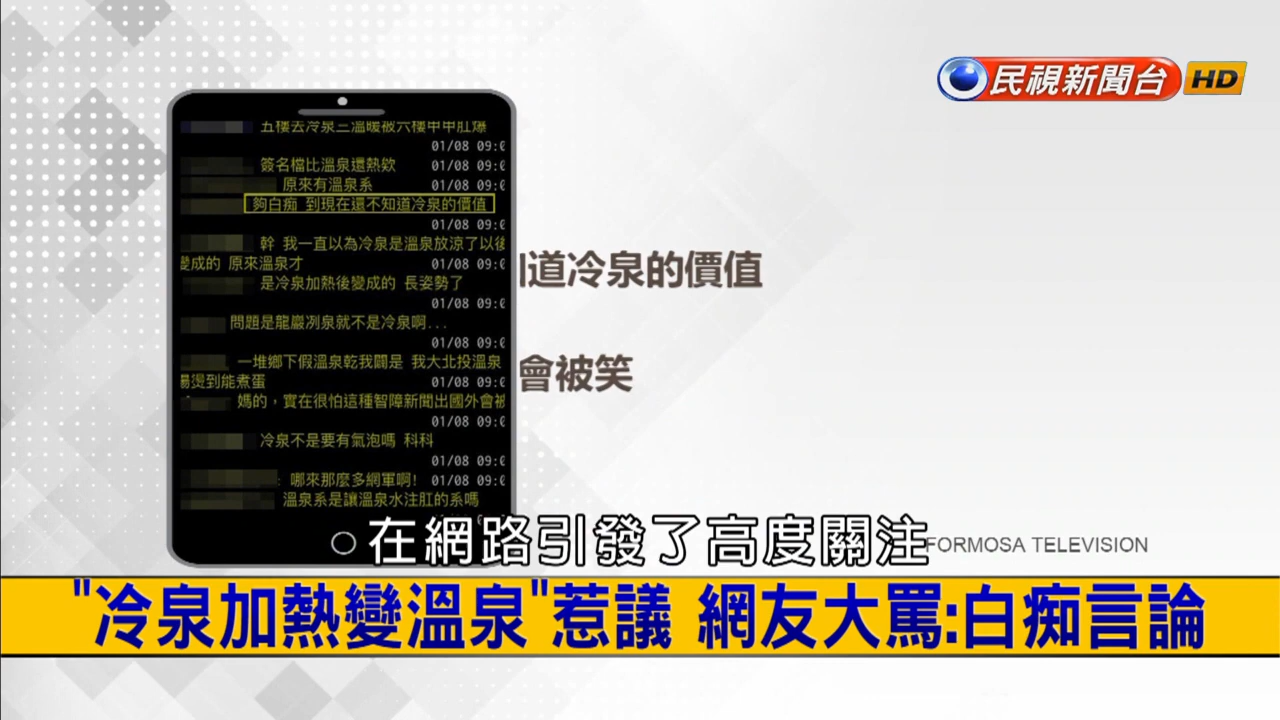 民視新聞台 HD
五樓去冷泉三溫暖被六樓甲甲肛爆
01/08 09:0
簽名檔比溫泉還熱欸 01/08 09:0
原來有溫泉系 01/08 09:0
夠白痴 到現在還不知道冷泉的價值
01/08 09:0
幹 我一直以為冷泉是溫泉放涼了以後
變成的 原來溫泉才 01/08 09:0
是冷泉加熱後變成的 長姿勢了
01/08 09:0
問題是龍巖冽泉就不是冷泉啊...
01/08 09:0
一堆鄉下假溫泉乾我關是 我大北投溫泉
湯燙到能煮蛋 01/08 09:0
媽的，實在很怕這種智障新聞出國外會被
01/08 09:0
冷泉不是要有氣泡嗎 科科
01/08 09:0
: 哪來那麼多網軍啊! 01/08 09:0
溫泉系是讓溫泉水注肛的系嗎
道冷泉的價值
會被笑
在網路引發了高度關注
FORMOSA TELEVISION
"冷泉加熱變溫泉"惹議 網友大罵:白痴言論